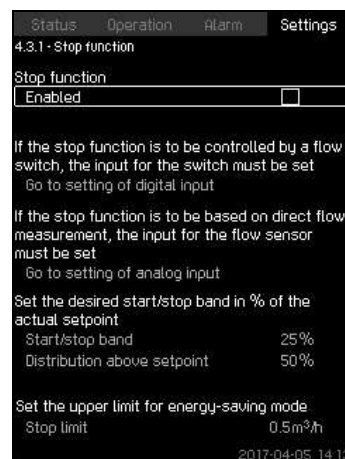 Status Operation Alarm Settings
4.3.1 - Stop function
Stop function
Enabled
If the stop function is to be controlled by a flow
switch, the input for the switch must be set
Go to setting of digital input
If the stop function is to be based on direct flow
measurement, the input for the flow sensor
must be set
Go to setting of analog input
Set the desired start/stop band in % of the
actual setpoint
Start/stop band 25%
Distribution above setpoint 50%
Set the upper limit for energy-saving mode
Stop limit 0.5m³/h
2017-04-05 14:1